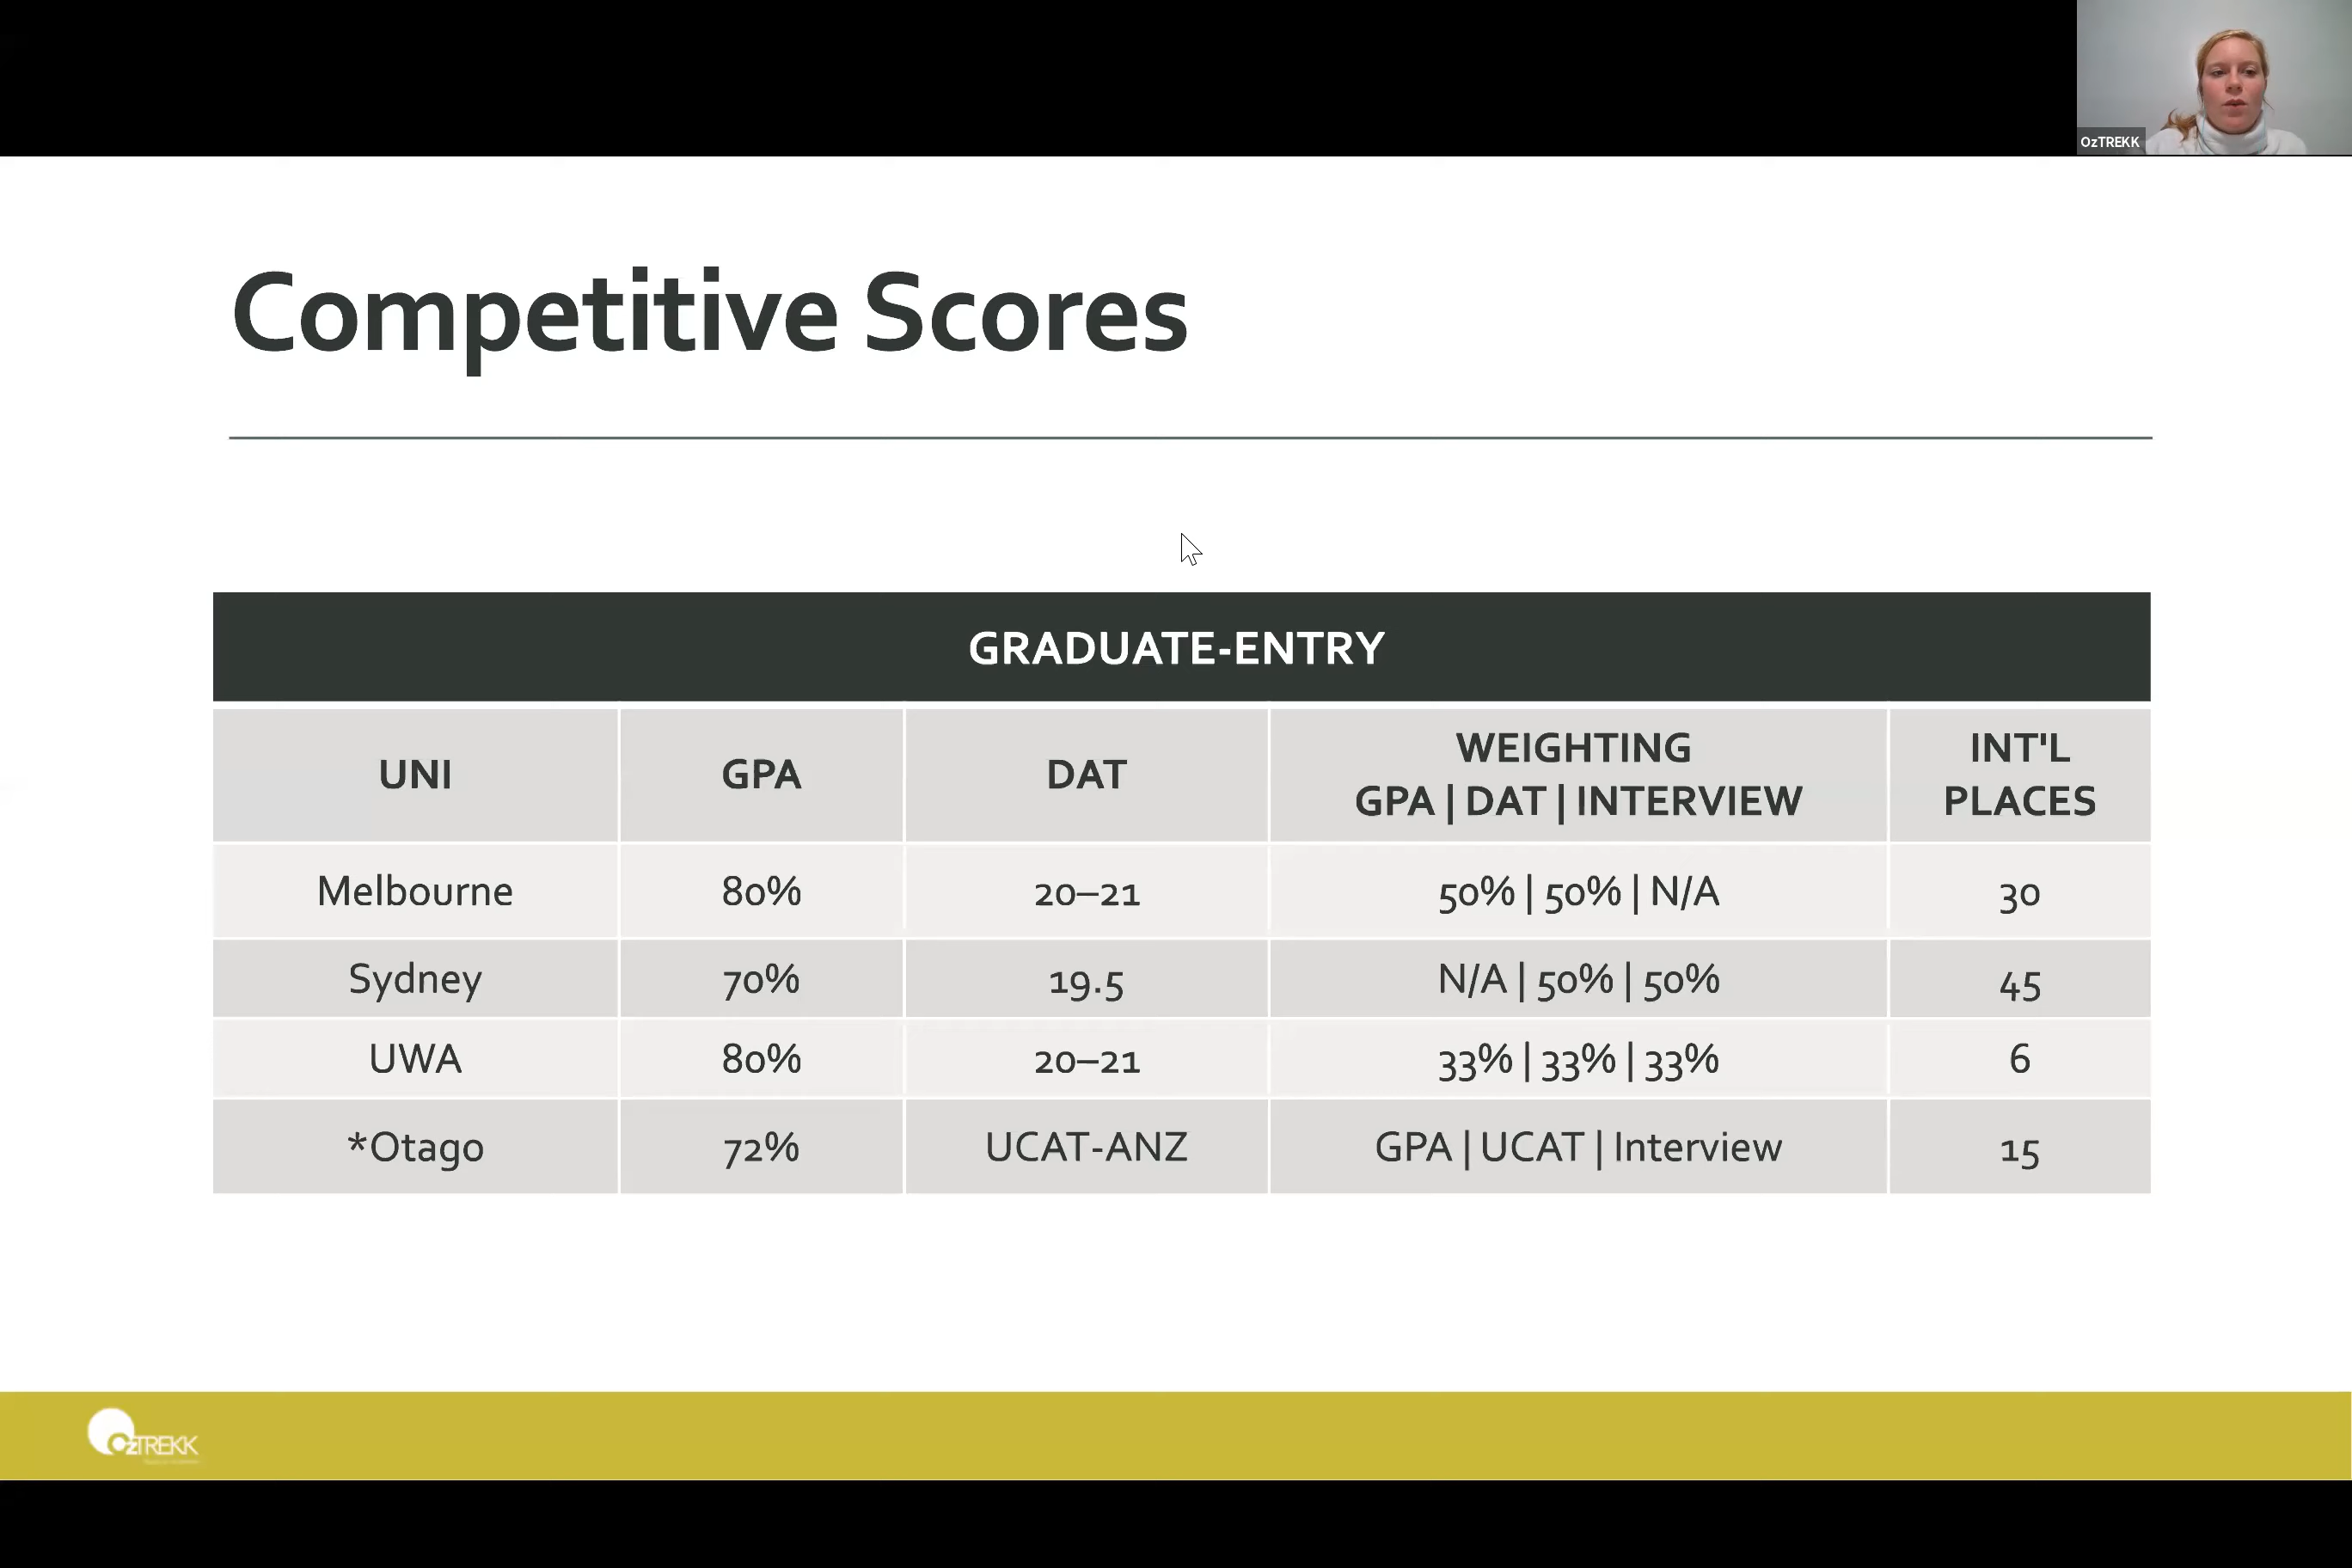 OzTREKK
Competitive Scores
GRADUATE-ENTRY
UNI
GPA
DAT
WEIGHTING
GPA | DAT | INTERVIEW
INT'L
PLACES
Melbourne
80%
20–21
50% | 50% | N/A
30
Sydney
70%
19.5
N/A | 50% | 50%
45
UWA
80%
20–21
33% | 33% | 33%
6
*Otago
72%
UCAT-ANZ
GPA | UCAT | Interview
15
OzTREKK